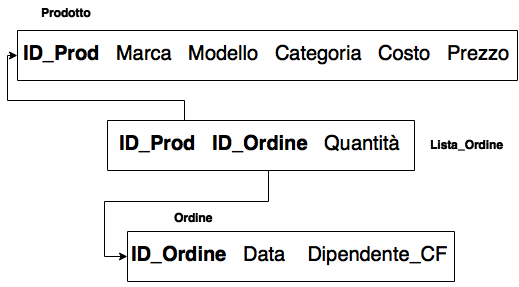 Prodotto
ID_Prod Marca Modello Categoria Costo Prezzo
ID_Prod ID_Ordine Quantità
Lista_Ordine
Ordine
ID_Ordine Data Dipendente_CF